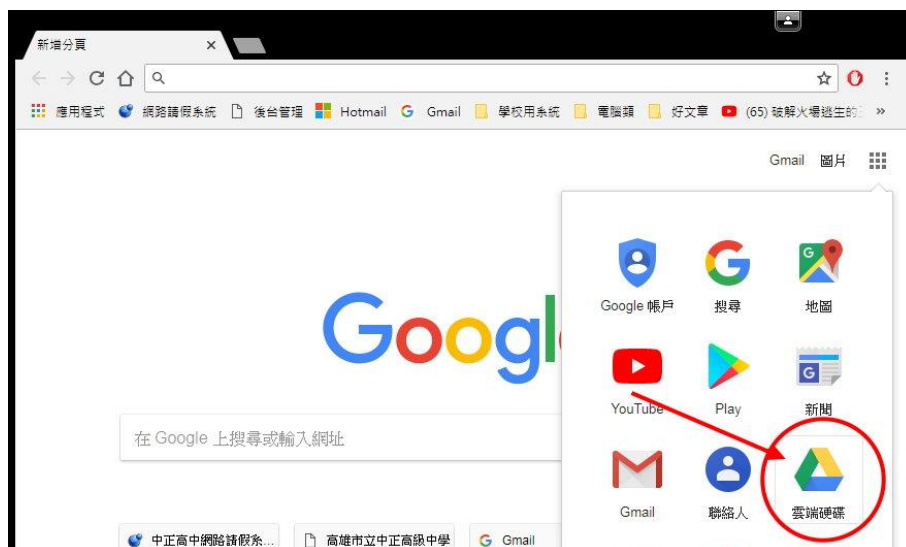 新增分頁
應用程式 網路請假系統 後台管理 Hotmail Gmail 學校用系統 電腦類 好文章 (65) 破解火場逃生的
Gmail 圖片
Google 帳戶 搜尋 地圖
Google
YouTube Play 新聞
在 Google 上搜尋或輸入網址
Gmail 聯絡人 雲端硬碟
中正高中網路請假系... 高雄市立中正高級中學 Gmail